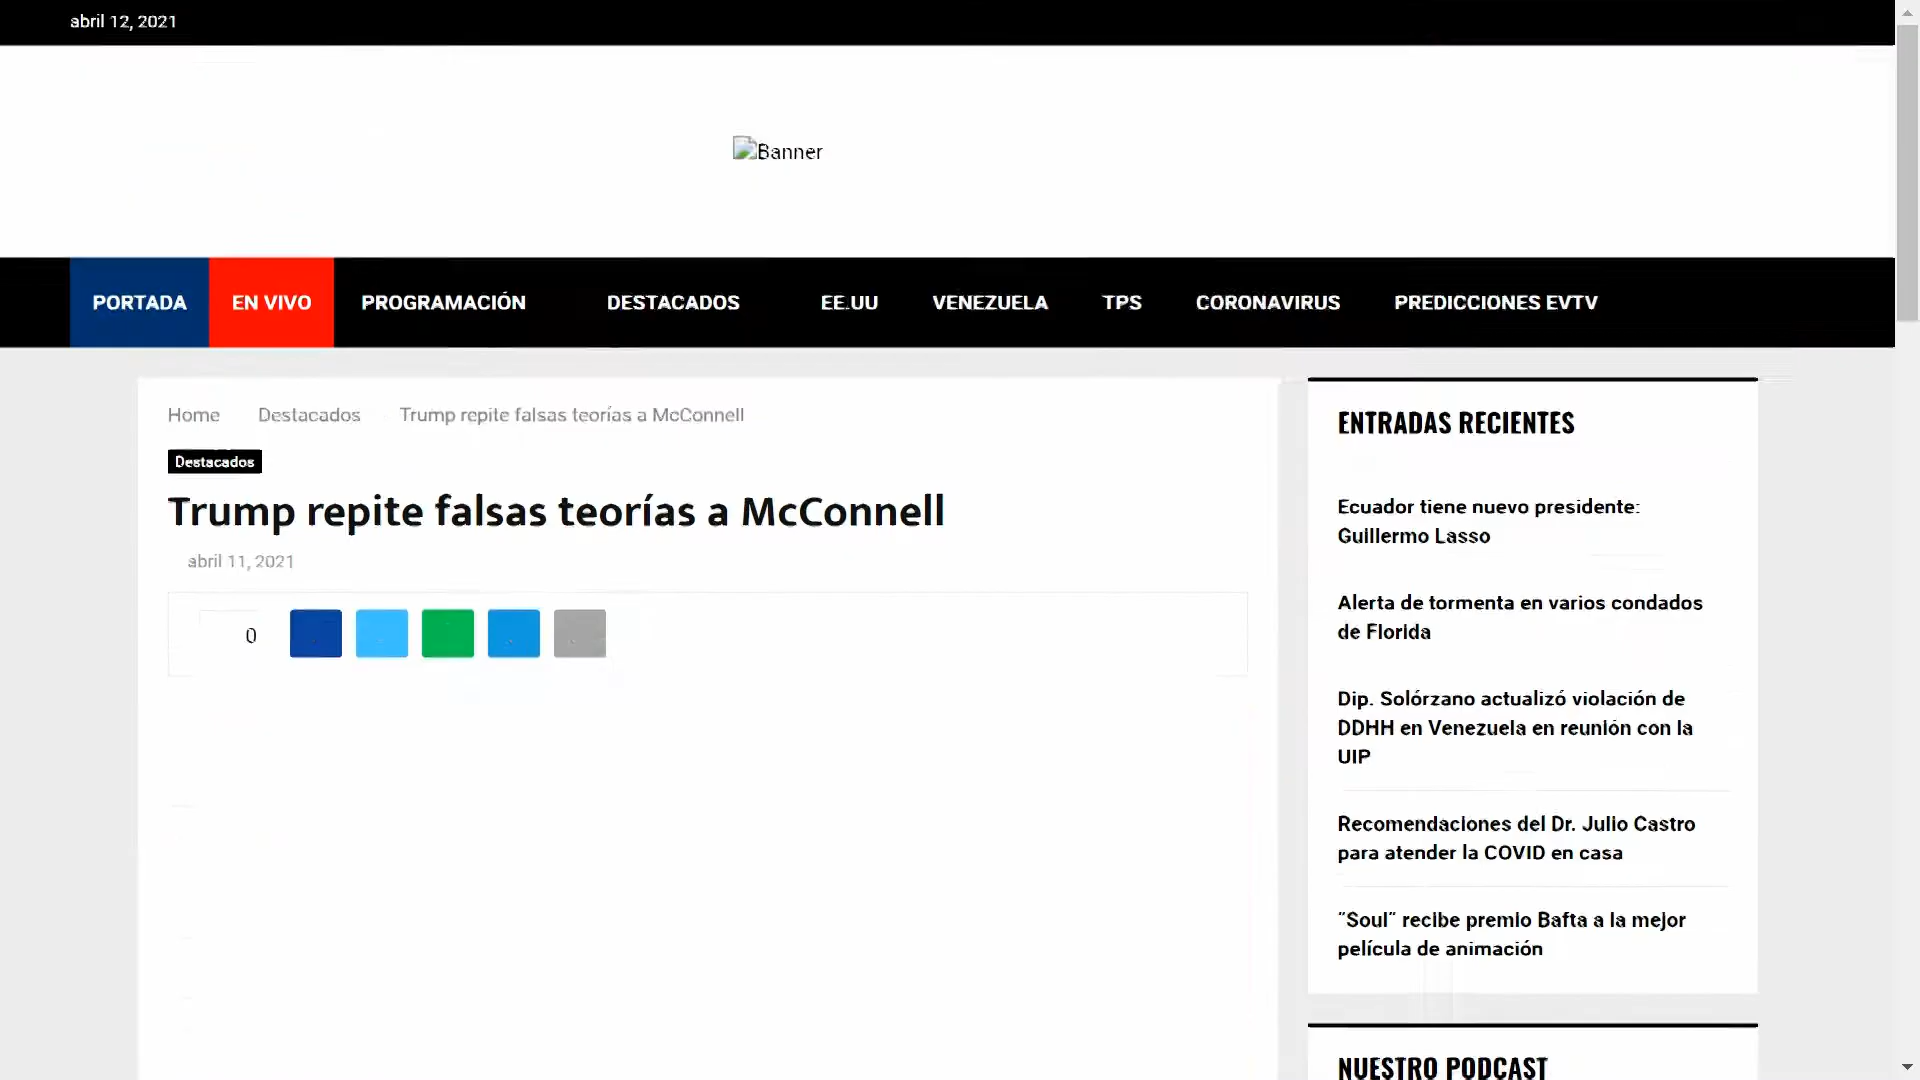 abril 12, 2021
Banner
PORTADA EN VIVO PROGRAMACIÓN DESTACADOS EE.UU VENEZUELA TPS CORONAVIRUS PREDICCIONES EVTV
Home Destacados Trump repite falsas teorías a McConnell
Destacados
Trump repite falsas teorías a McConnell
abril 11, 2021
0
ENTRADAS RECIENTES
Ecuador tiene nuevo presidente:
Guillermo Lasso
Alerta de tormenta en varios condados
de Florida
Dip. Solórzano actualizó violación de
DDHH en Venezuela en reunión con la
UIP
Recomendaciones del Dr. Julio Castro
para atender la COVID en casa
“Soul” recibe premio Bafta a la mejor
película de animación
NUESTRO PODCAST